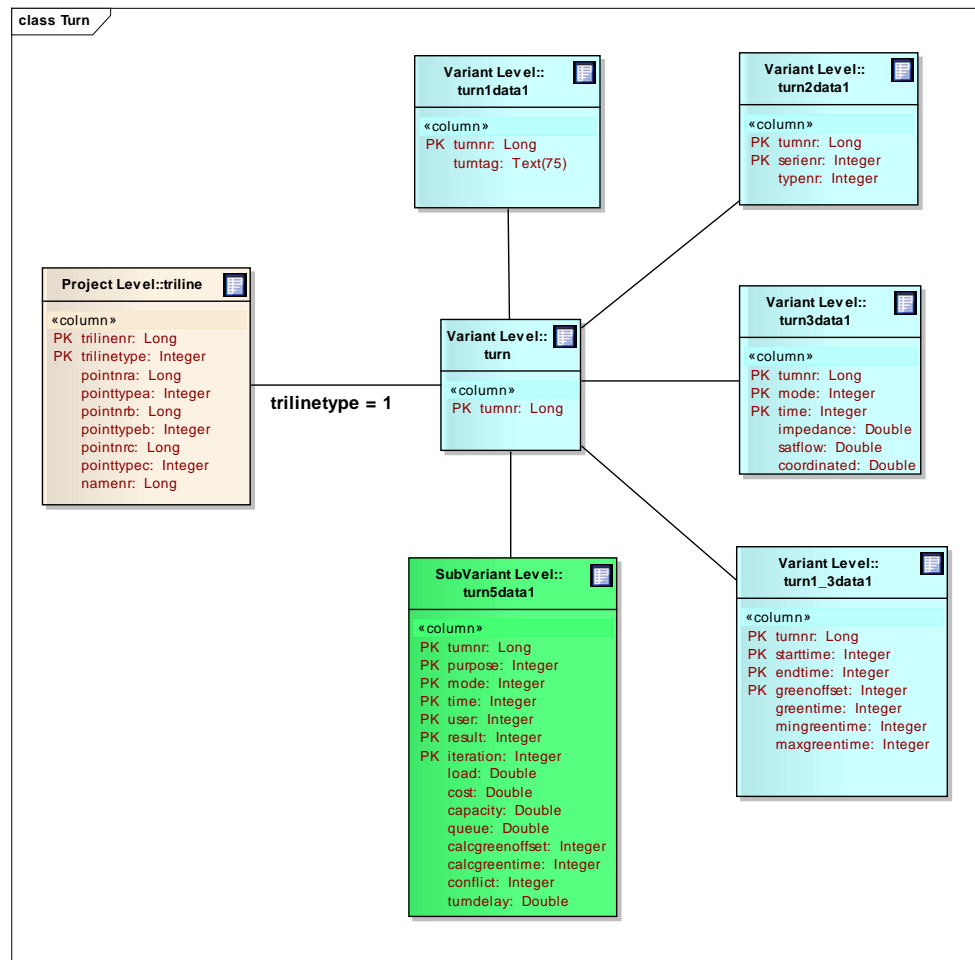 class Turn
Variant Level::
turn1data1
«column»
PK turnnr: Long
turntag: Text(75)
Variant Level::
turn2data1
«column»
PK turnnr: Long
PK serienr: Integer
typenr: Integer
Project Level::triline
«column»
PK trilinenr: Long
PK trilinetype: Integer
pointnra: Long
pointtypea: Integer
pointnrb: Long
pointtypeb: Integer
pointnrc: Long
pointtypec: Integer
namenr: Long
trilinetype = 1
Variant Level::
turn
«column»
PK turnnr: Long
Variant Level::
turn3data1
«column»
PK turnnr: Long
PK mode: Integer
PK time: Integer
impedance: Double
satflow: Double
coordinated: Double
SubVariant Level::
turn5data1
«column»
PK turnnr: Long
PK purpose: Integer
PK mode: Integer
PK time: Integer
PK user: Integer
PK result: Integer
PK iteration: Integer
load: Double
cost: Double
capacity: Double
queue: Double
calcgreenoffset: Integer
calcgreentime: Integer
conflict: Integer
turndelay: Double
Variant Level::
turn1_3data1
«column»
PK turnnr: Long
PK starttime: Integer
PK endtime: Integer
PK greenoffset: Integer
greentime: Integer
mingreentime: Integer
maxgreentime: Integer